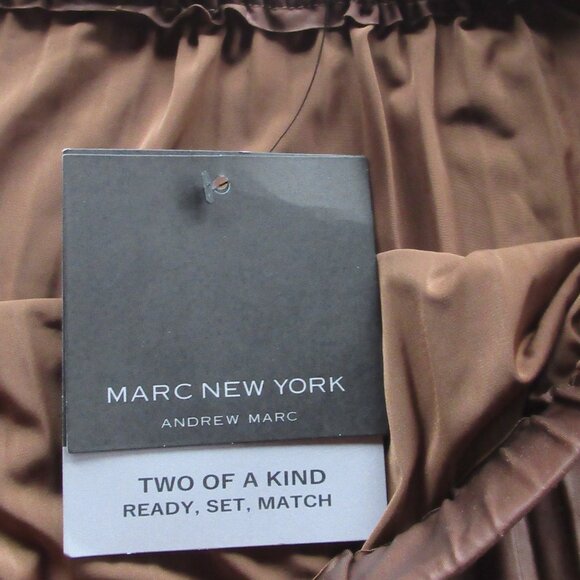 MARC NEW YORK
ANDREW MARC
TWO OF A KIND
READY, SET, MATCH